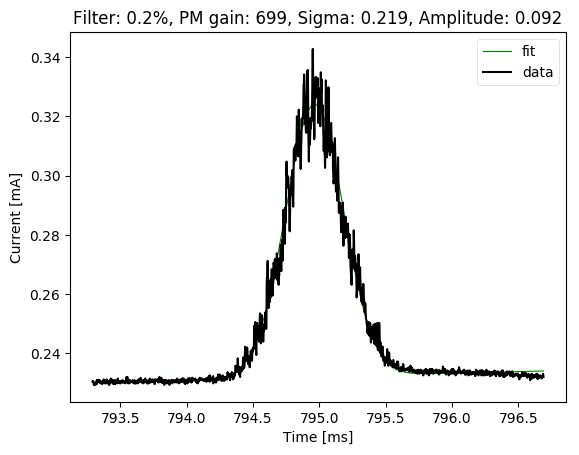 Filter: 0.2%, PM gain: 699, Sigma: 0.219, Amplitude: 0.092
fit
data
0.34
0.32
0.30
0.28
0.26
0.24
Current [mA]
793.5 794.0 794.5 795.0 795.5 796.0 796.5
Time [ms]